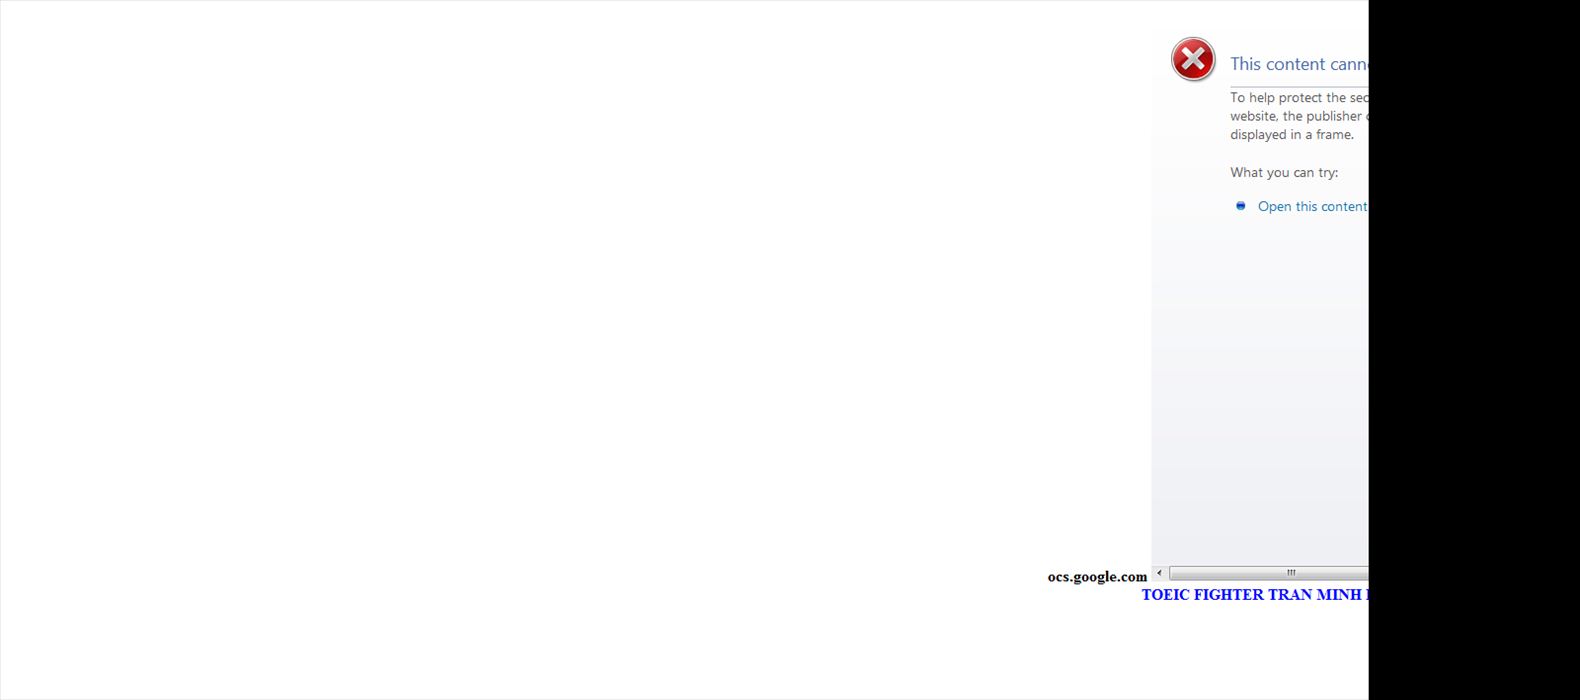 This content cann
To help protect the sec
website, the publisher
displayed in a frame.
What you can try:
Open this content
ocs.google.com
TOEIC FIGHTER TRAN MINH